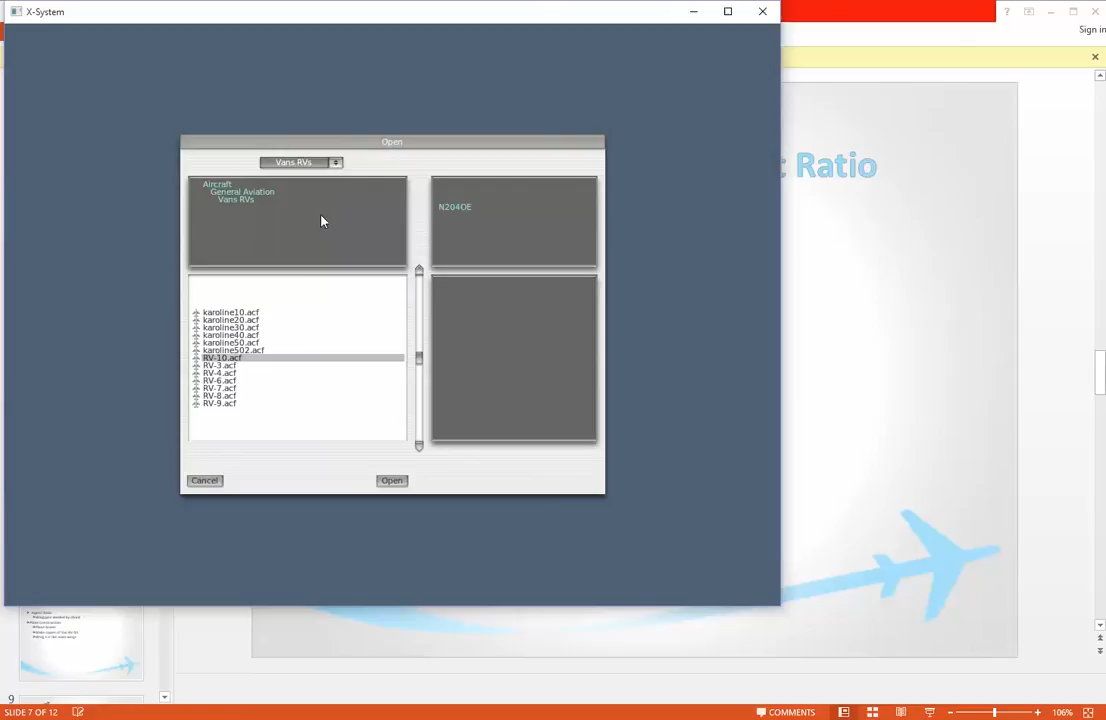 X-System
Sign in
Open
Vans RVs
Aircraft
General Aviation
Vans RVs
N204OE
karoline10.acf
karoline20.acf
karoline30.acf
karoline40.acf
karoline50.acf
karoline502.acf
RV-10.acf
RV-3.acf
RV-4.acf
RV-6.acf
RV-7.acf
RV-8.acf
RV-9.acf
Cancel
Open
Ratio
9
SLIDE 7 OF 12
COMMENTS
106%